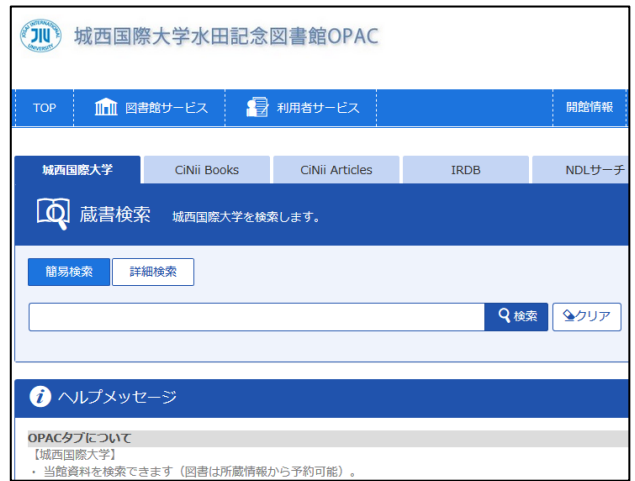 JIU
城西国際大学水田記念図書館OPAC
TOP 図書館サービス 利用者サービス 開館情報
城西国際大学 CiNii Books CiNii Articles IRDB NDLサーチ
蔵書検索 城西国際大学を検索します。
簡易検索 詳細検索
検索 クリア
ヘルプメッセージ
OPACタブについて
【城西国際大学】
・ 当館資料を検索できます（図書は所蔵情報から予約可能）。